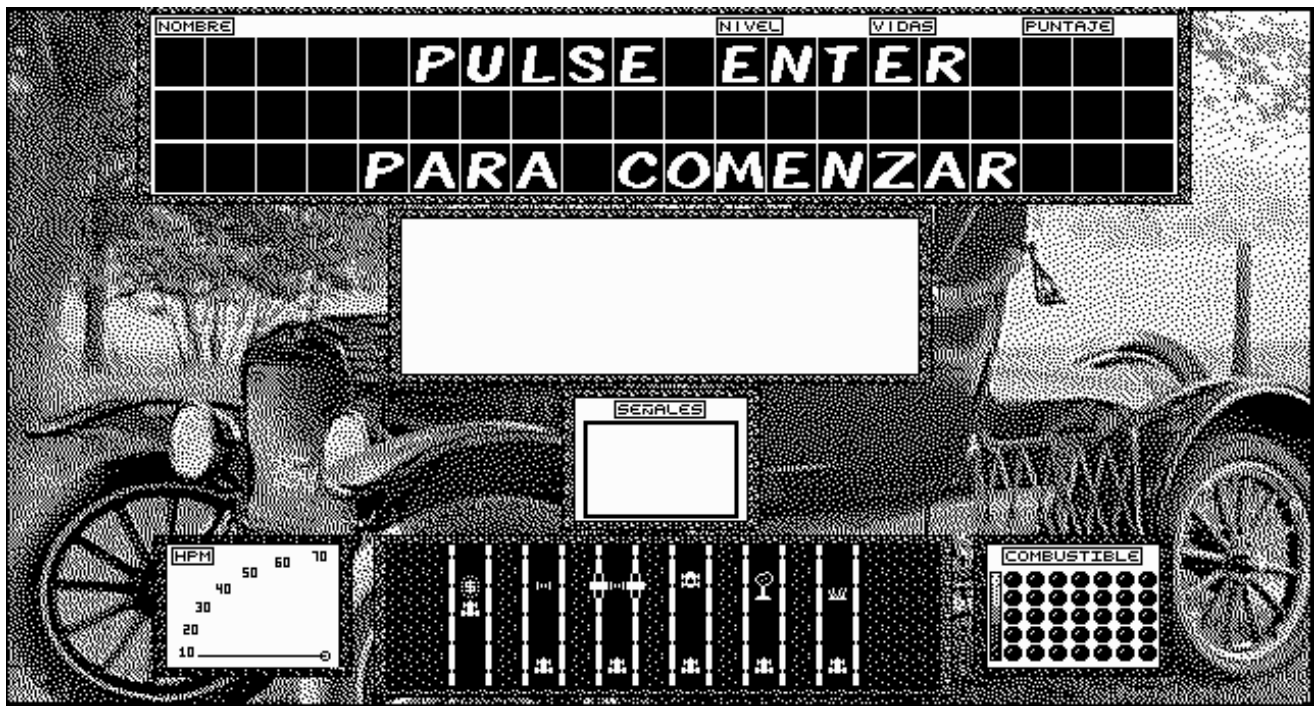 NOMBRE NIVEL VIDAS PUNTAJE
PULSE ENTER
PARA COMENZAR
SEÑALES
HPM
10
20
30
40
50
60
70
COMBUSTIBLE